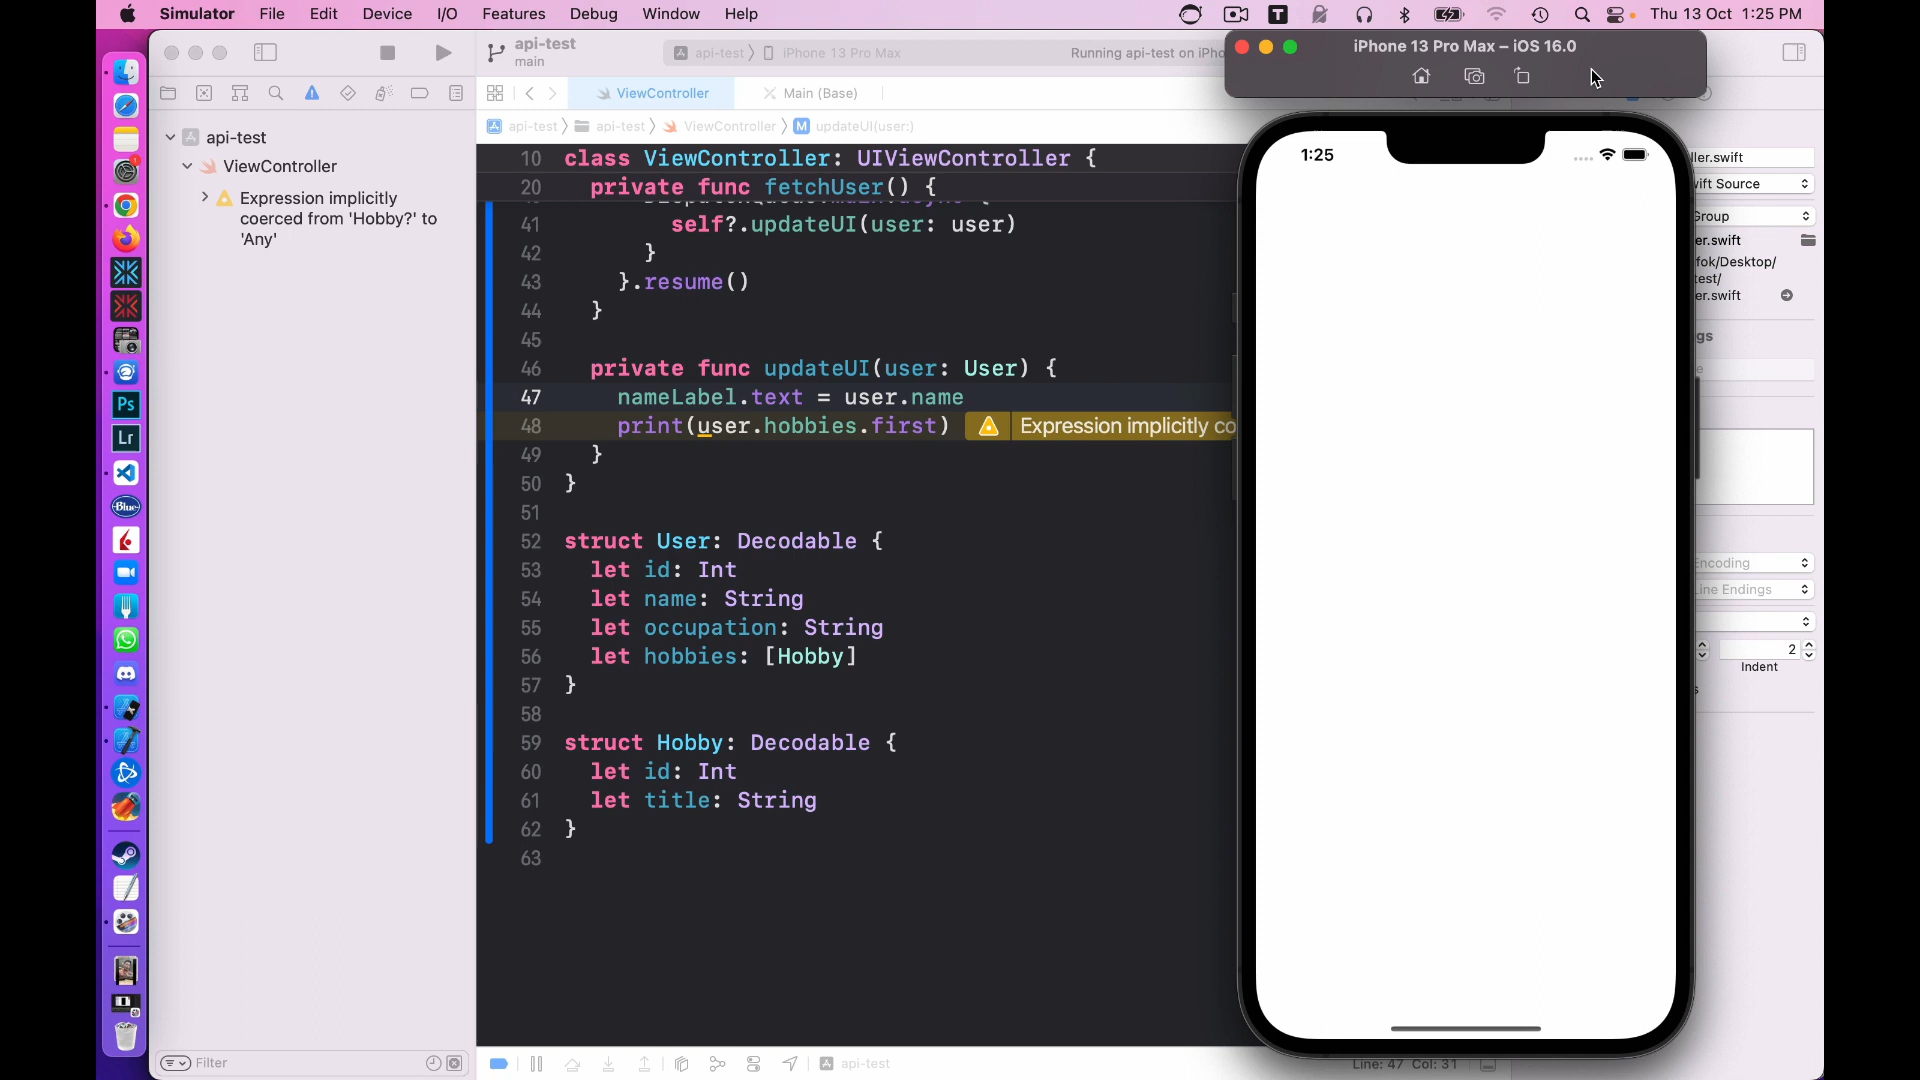 Simulator File Edit Device I/O Features Debug Window Help
Thu 13 Oct 1:25 PM
api-test
main
api-test iPhone 13 Pro Max
Running api-test on iPho
iPhone 13 Pro Max – iOS 16.0
ViewController
Main (Base)
api-test api-test ViewController M updateUI(user:)
api-test
ViewController
Expression implicitly
coerced from 'Hobby?' to
'Any'
10 class ViewController: UIViewController {
20 private func fetchUser() {
41 self?.updateUI(user: user)
42 }
43 }.resume()
44 }
45
46 private func updateUI(user: User) {
47 nameLabel.text = user.name
48 print(user.hobbies.first) Expression implicitly co
49 }
50 }
51
52 struct User: Decodable {
53 let id: Int
54 let name: String
55 let occupation: String
56 let hobbies: [Hobby]
57 }
58
59 struct Hobby: Decodable {
60 let id: Int
61 let title: String
62 }
63
1:25
ller.swift
ift Source
Group
er.swift
fok/Desktop/
test/
er.swift
gs
e
Encoding
ine Endings
2
Indent
s
Ps
Lr
Blue
Filter
api-test
Line: 47 Col: 31